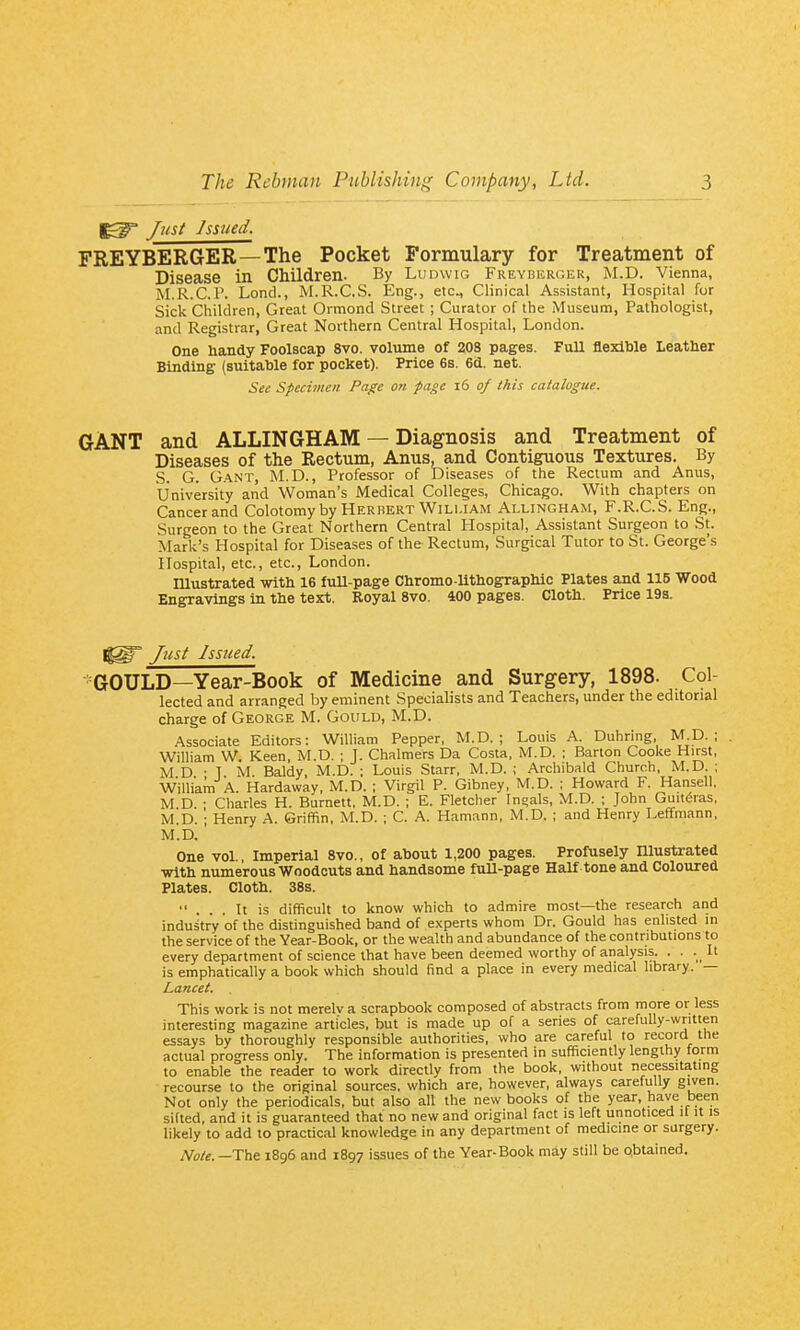 The Rebman Publishing Company, Ltd. 3
Just Issued.
FREYBERGER—The Pocket Formulary for Treatment of
Disease in Children. By Ludwig Freyberger, M.D. Vienna,
M.R.C.P. Lond., M.R.C.S. Eng., etc., Clinical Assistant, Hospital for
Sick Children, Great Ormond Street ; Curator of the Museum, Pathologist,
and Registrar, Great Northern Central Hospital, London.
One handy Foolscap 8vo. volume of 208 pages. Full flexible Leather
Binding (suitable for pocket). Price 6s. 6d. net.
See Specimen Page on page 16 of this catalogue.
GANT and ALLINGHAM — Diagnosis and Treatment of
Diseases of the Rectum, Anus, and Contiguous Textures. By
S. G. Gant, M.D., Professor of Diseases of the Rectum and Anus,
University and Woman's Medical Colleges, Chicago. With chapters on
Cancer and Colotomy by Herbert William Allingham, F.R.C.S. Eng.,
Surgeon to the Great Northern Central Hospital, Assistant Surgeon to St.
Mark's Hospital for Diseases of the Rectum, Surgical Tutor to St. George's
Hospital, etc., etc., London.
Illustrated with 16 full-page Chromo-lithographic Plates and 115 Wood
Engravings in the text. Royal 8vo. 400 pages. Cloth. Price 19s.
Just Issued.
GOULD—Year-Book of Medicine and Surgery, 1898. Col-
lected and arranged by eminent Specialists and Teachers, under the editorial
charge of George M. Gould, M.D.
Associate Editors: William Pepper, M.D. ; Louis A. Duhring, M.D. ;
William W. Keen, M.D. ; J. Chalmers Da Costa, M.D. ; Barton Cooke Hirst,
M.D. ; J. M. Baldy, M.D. ; Louis Starr, M.D. ; Archibald Church, M.D. ;
William A. Hardaway, M.D. ; Virgil P. Gibney, M.D. ; Howard F. Hansell,
M.D. ; Charles H. Burnett, M.D. ; E. Fletcher Ingals, M.D. ; John Guitéras,
M.D. ; Henry A. Griffin, M.D. ; C. A. Hamann, M.D. ; and Henry Leffmann,
M.D.
One vol., Imperial 8vo., of about 1,200 pages. Profusely Illustrated
with numerous Woodcuts and handsome full-page Half tone and Coloured
Plates. Cloth. 38s.
" . . . It is difficult to know which to admire most—the research and
industry of the distinguished band of experts whom Dr. Gould has enlisted in
the service of the Year-Book, or the wealth and abundance of the contributions to
every department of science that have been deemed worthy of analysis. . . . It
is emphatically a book which should find a place in every medical library."—
Lancet.
This work is not merely a scrapbook composed of abstracts from more or less
interesting magazine articles, but is made up of a series of carefully-written
essays by thoroughly responsible authorities, who are careful to record the
actual progress only. The information is presented in sufficiently lengthy form
to enable the reader to work directly from the book, without necessitating
recourse to the original sources, which are, however, always carefully given.
Not only the periodicals, but also all the new books of the year, have been
sifted, and it is guaranteed that no new and original fact is left unnoticed if it is
likely to add to practical knowledge in any department of medicine or surgery.
Note.—The 1896 and 1897 issues of the Year-Book may still be obtained.